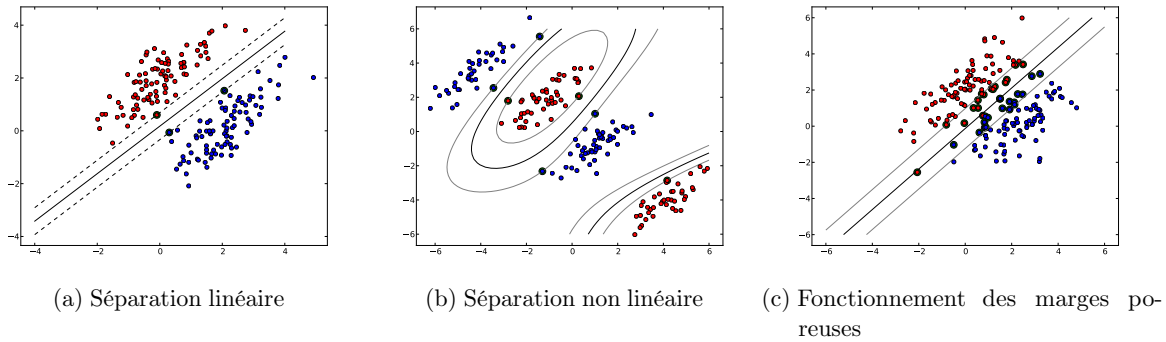 4
2
0
−2
−4
−4 −2 0 2 4
6
4
2
0
−2
−4
−6
−6 −4 −2 0 2 4 6
6
4
2
0
−2
−4
−6
−6 −4 −2 0 2 4 6
(a) Séparation linéaire
(b) Séparation non linéaire
(c) Fonctionnement des marges po-
reuses